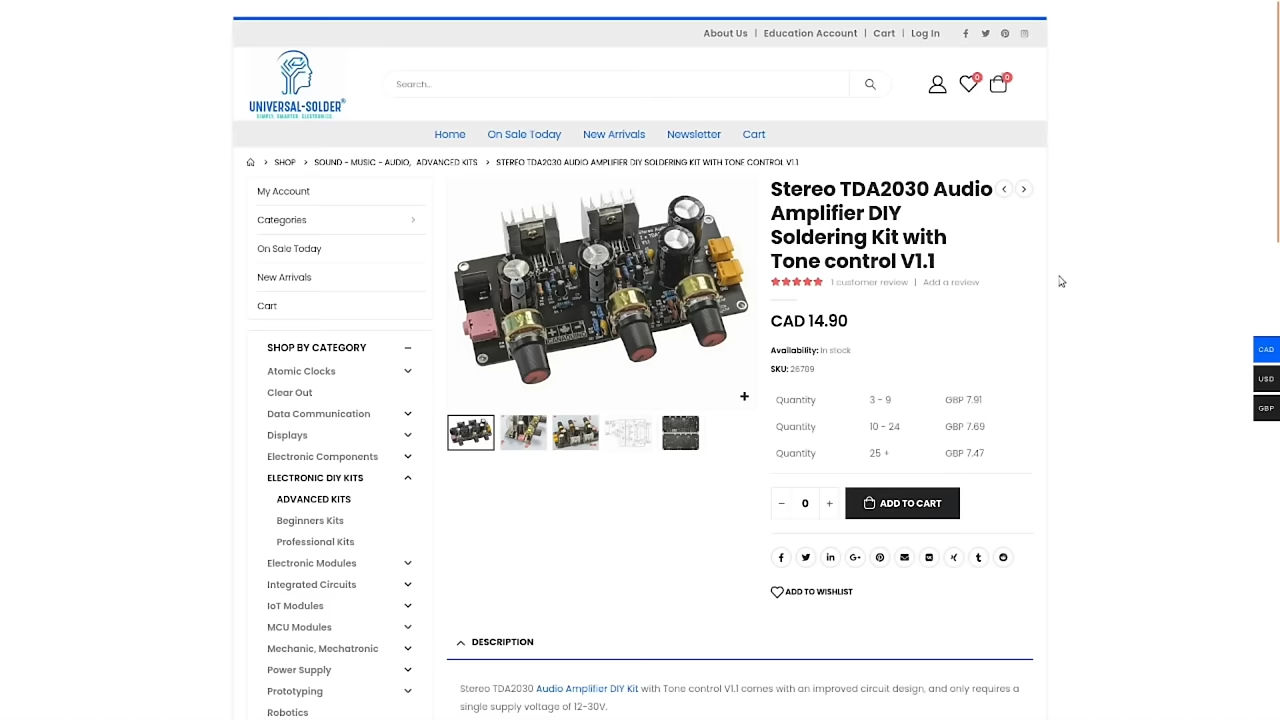 About Us | Education Account | Cart | Log In
UNIVERSAL-SOLDER®
SIMPLY. SMARTER. ELECTRONICS.
Search...
0
0
Home On Sale Today New Arrivals Newsletter Cart
SHOP > SOUND - MUSIC - AUDIO, ADVANCED KITS > STEREO TDA2030 AUDIO AMPLIFIER DIY SOLDERING KIT WITH TONE CONTROL V1.1
My Account
Categories
On Sale Today
New Arrivals
Cart
SHOP BY CATEGORY
Atomic Clocks
Clear Out
Data Communication
Displays
Electronic Components
ELECTRONIC DIY KITS
ADVANCED KITS
Beginners Kits
Professional Kits
Electronic Modules
Integrated Circuits
IoT Modules
MCU Modules
Mechanic, Mechatronic
Power Supply
Prototyping
Robotics
CANADUINO
Stereo TDA2030 Audio
Amplifier DIY
Soldering Kit with
Tone control V1.1
1 customer review | Add a review
CAD 14.90
Availability: In stock
SKU: 26709
Quantity 3 - 9 GBP 7.91
Quantity 10 - 24 GBP 7.69
Quantity 25 + GBP 7.47
- 0 + ADD TO CART
ADD TO WISHLIST
DESCRIPTION
Stereo TDA2030 Audio Amplifier DIY Kit with Tone control V1.1 comes with an improved circuit design, and only requires a
single supply voltage of 12-30V.
CAD
USD
GBP